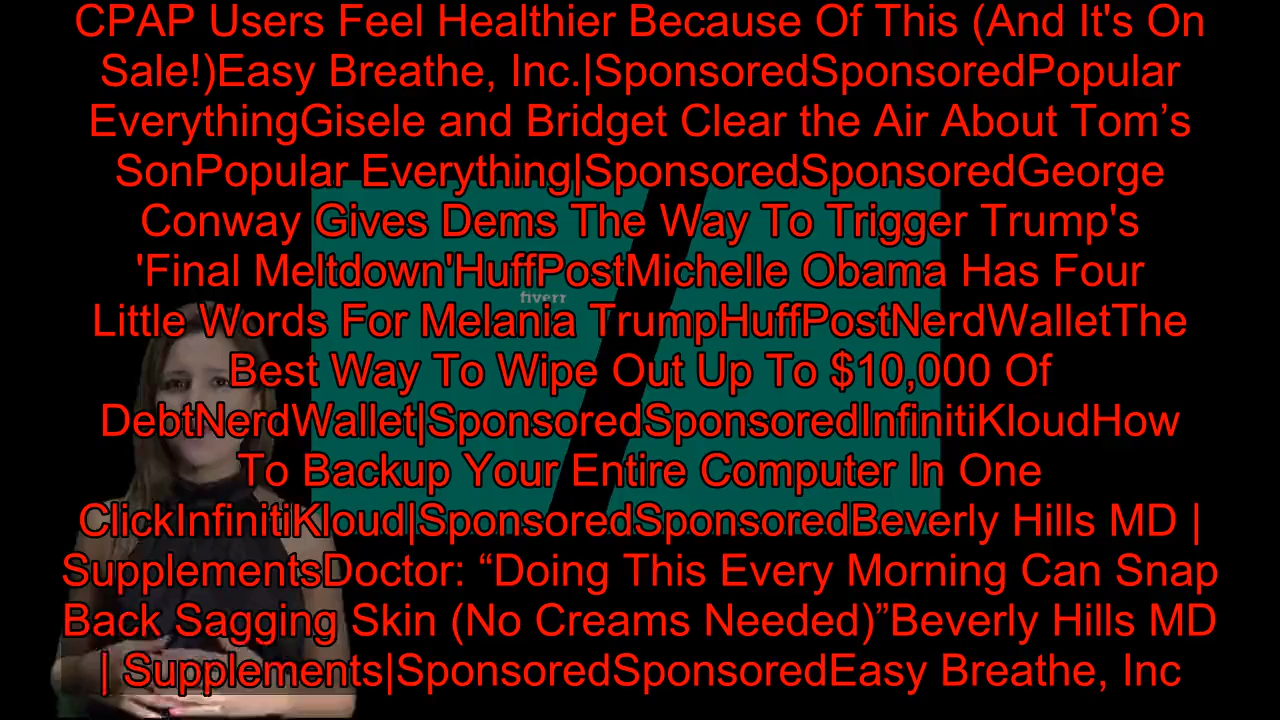 CPAP Users Feel Healthier Because Of This (And It's On
Sale!)Easy Breathe, Inc.|SponsoredSponsoredPopular
EverythingGisele and Bridget Clear the Air About Tom’s
SonPopular Everything|SponsoredSponsoredGeorge
Conway Gives Dems The Way To Trigger Trump's
'Final Meltdown'HuffPostMichelle Obama Has Four
fiverr
Little Words For Melania TrumpHuffPostNerdWalletThe
Best Way To Wipe Out Up To $10,000 Of
DebtNerdWallet|SponsoredSponsoredInfinitiKloudHow
To Backup Your Entire Computer In One
ClickInfinitiKloud|SponsoredSponsoredBeverly Hills MD |
SupplementsDoctor: “Doing This Every Morning Can Snap
Back Sagging Skin (No Creams Needed)”Beverly Hills MD
| Supplements|SponsoredSponsoredEasy Breathe, Inc